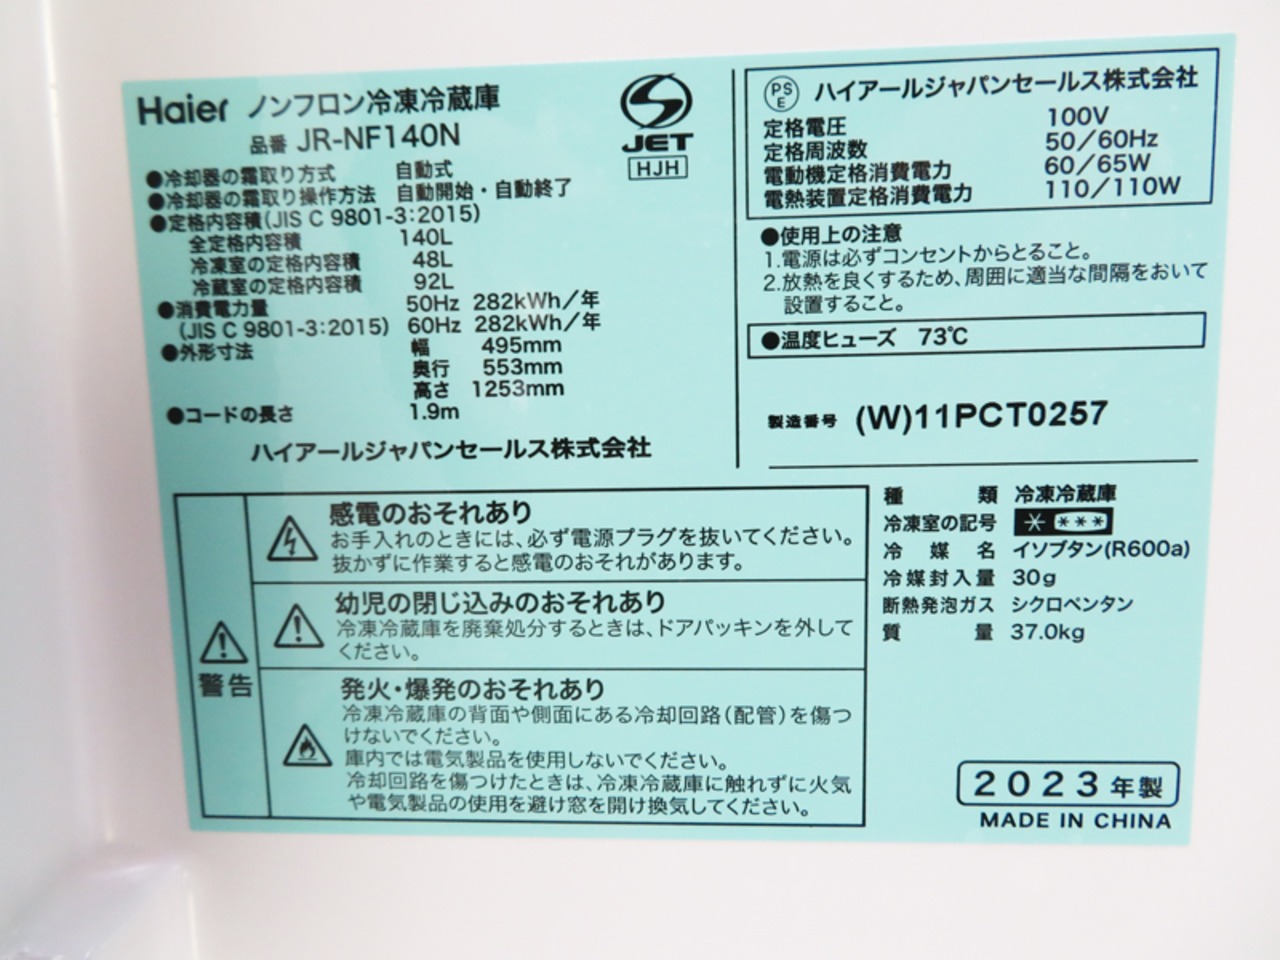 Haier ノンフロン冷凍冷蔵庫
品番 JR-NF140N
●冷却器の霜取り方式 自動式
●冷却器の霜取り操作方法 自動開始・自動終了
●定格内容積(JIS C 9801-3:2015)
全定格内容積 140L
冷凍室の定格内容積 48L
冷蔵室の定格内容積 92L
●消費電力量 50Hz 282kWh/年
(JIS C 9801-3:2015) 60Hz 282kWh/年
●外形寸法 幅 495mm
奥行 553mm
高さ 1253mm
●コードの長さ 1.9m
ハイアールジャパンセールス株式会社
S
JET
HJH
PS
E ハイアールジャパンセールス株式会社
定格電圧 100V
定格周波数 50/60Hz
電動機定格消費電力 60/65W
電熱装置定格消費電力 110/110W
●使用上の注意
1.電源は必ずコンセントからとること。
2.放熱を良くするため、周囲に適当な間隔をおいて
設置すること。
●温度ヒューズ 73℃
製造番号 (W)11PCT0257
警告
感電のおそれあり
お手入れのときには、必ず電源プラグを抜いてください。
抜かずに作業すると感電のおそれがあります。
幼児の閉じ込みのおそれあり
冷凍冷蔵庫を廃棄処分するときは、ドアパッキンを外して
ください。
発火・爆発のおそれあり
冷凍冷蔵庫の背面や側面にある冷却回路(配管)を傷つ
けないでください。
庫内では電気製品を使用しないでください。
冷却回路を傷つけたときは、冷凍冷蔵庫に触れずに火気
や電気製品の使用を避け窓を開け換気してください。
種類 冷凍冷蔵庫
冷凍室の記号 * ***
冷媒名 イソブタン(R600a)
冷媒封入量 30g
断熱発泡ガス シクロペンタン
質量 37.0kg
2023年製
MADE IN CHINA